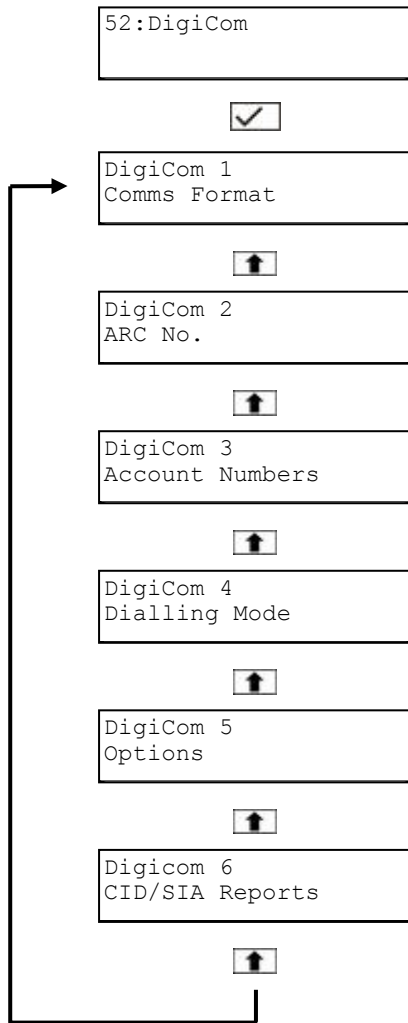 52:DigiCom
DigiCom 1
Comms Format
DigiCom 2
ARC No.
DigiCom 3
Account Numbers
DigiCom 4
Dialling Mode
DigiCom 5
Options
Digicom 6
CID/SIA Reports